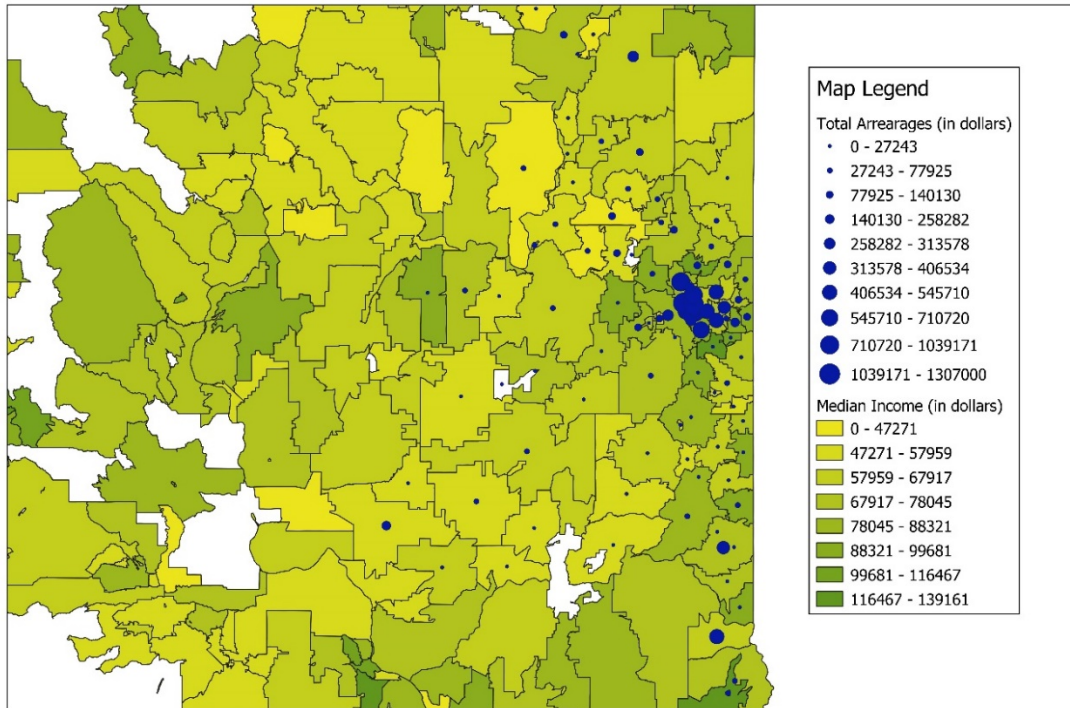 Map Legend
Total Arrearages (in dollars)
0 - 27243
27243 - 77925
77925 - 140130
140130 - 258282
258282 - 313578
313578 - 406534
406534 - 545710
545710 - 710720
710720 - 1039171
1039171 - 1307000
Median Income (in dollars)
0 - 47271
47271 - 57959
57959 - 67917
67917 - 78045
78045 - 88321
88321 - 99681
99681 - 116467
116467 - 139161